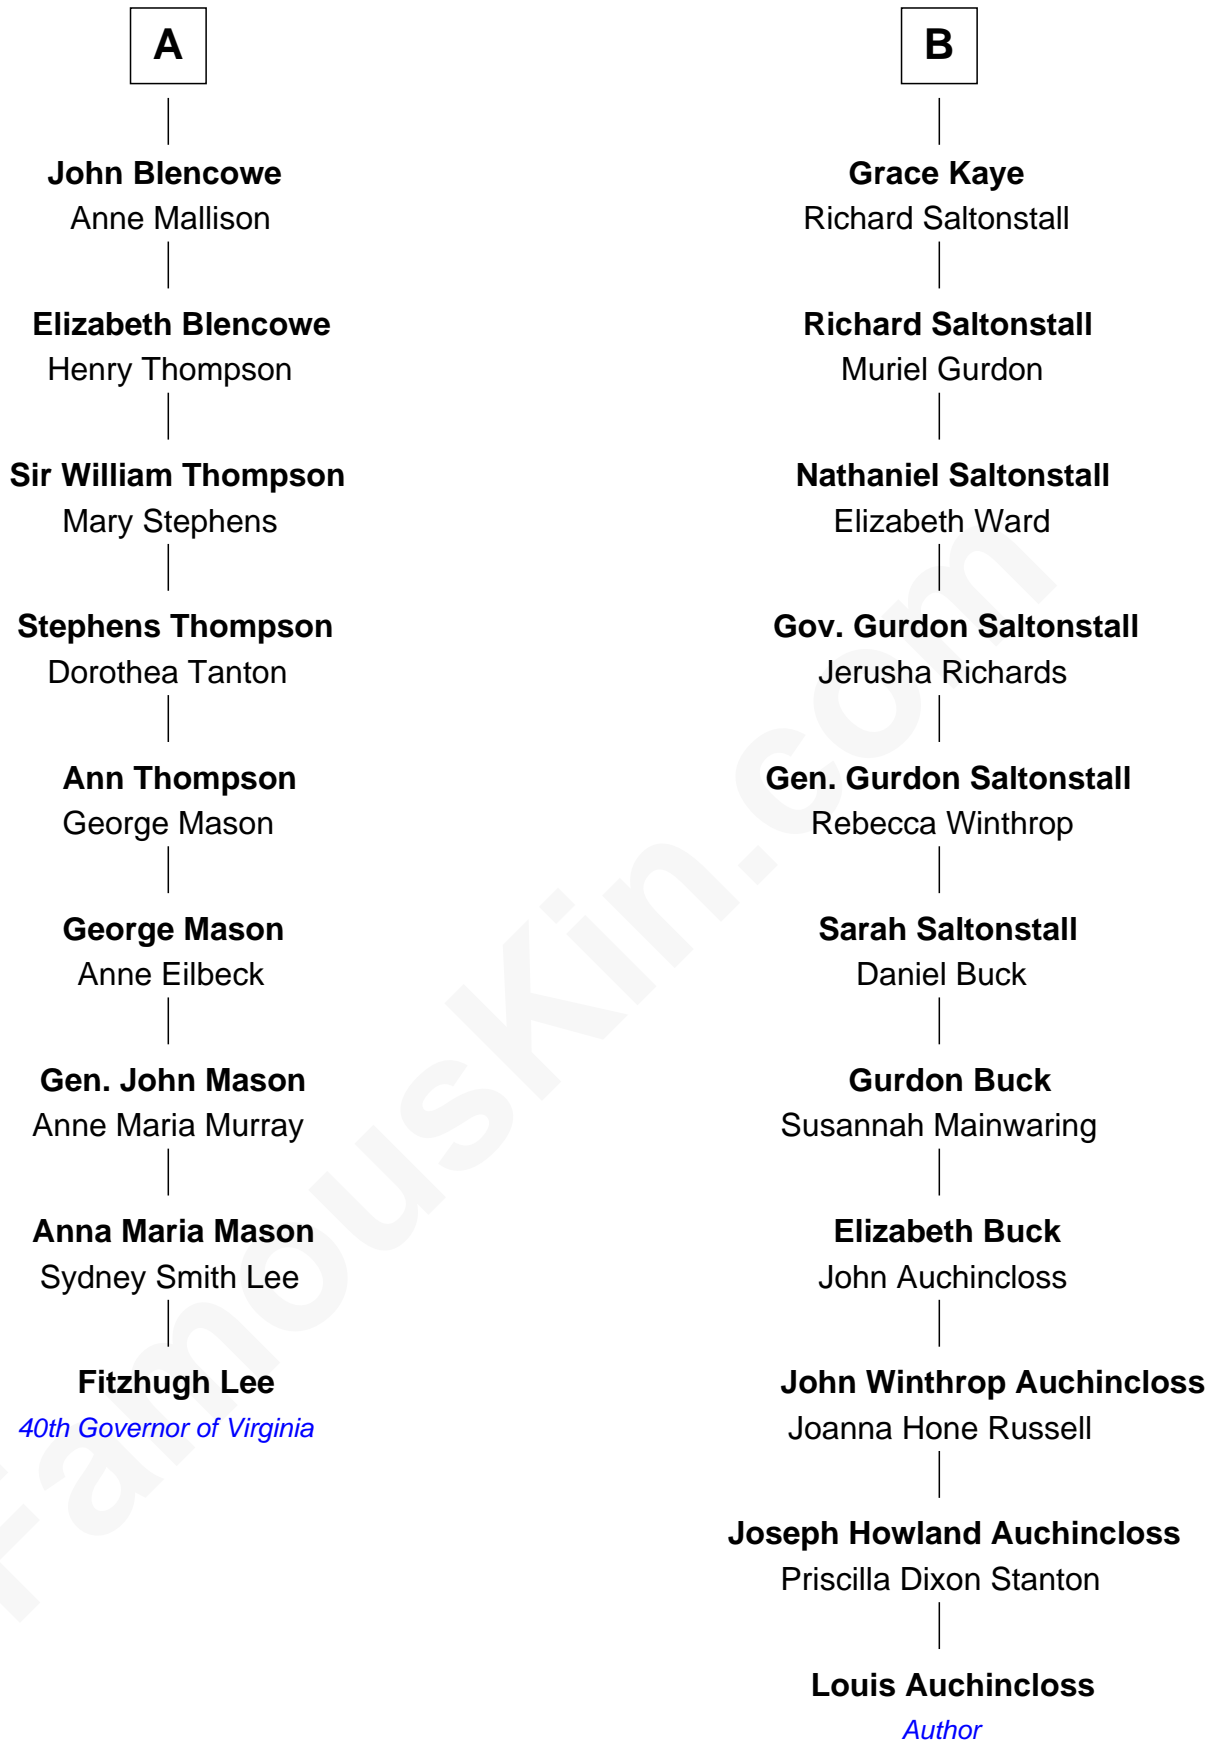 A
John Blencowe
Anne Mallison
Elizabeth Blencowe
Henry Thompson
Sir William Thompson
Mary Stephens
Stephens Thompson
Dorothea Tanton
Ann Thompson
George Mason
George Mason
Anne Eilbeck
Gen. John Mason
Anne Maria Murray
Anna Maria Mason
Sydney Smith Lee
Fitzhugh Lee
40th Governor of Virginia
B
Grace Kaye
Richard Saltonstall
Richard Saltonstall
Muriel Gurdon
Nathaniel Saltonstall
Elizabeth Ward
Gov. Gurdon Saltonstall
Jerusha Richards
Gen. Gurdon Saltonstall
Rebecca Winthrop
Sarah Saltonstall
Daniel Buck
Gurdon Buck
Susannah Mainwaring
Elizabeth Buck
John Auchincloss
John Winthrop Auchincloss
Joanna Hone Russell
Joseph Howland Auchincloss
Priscilla Dixon Stanton
Louis Auchincloss
Author
FamousKin.com